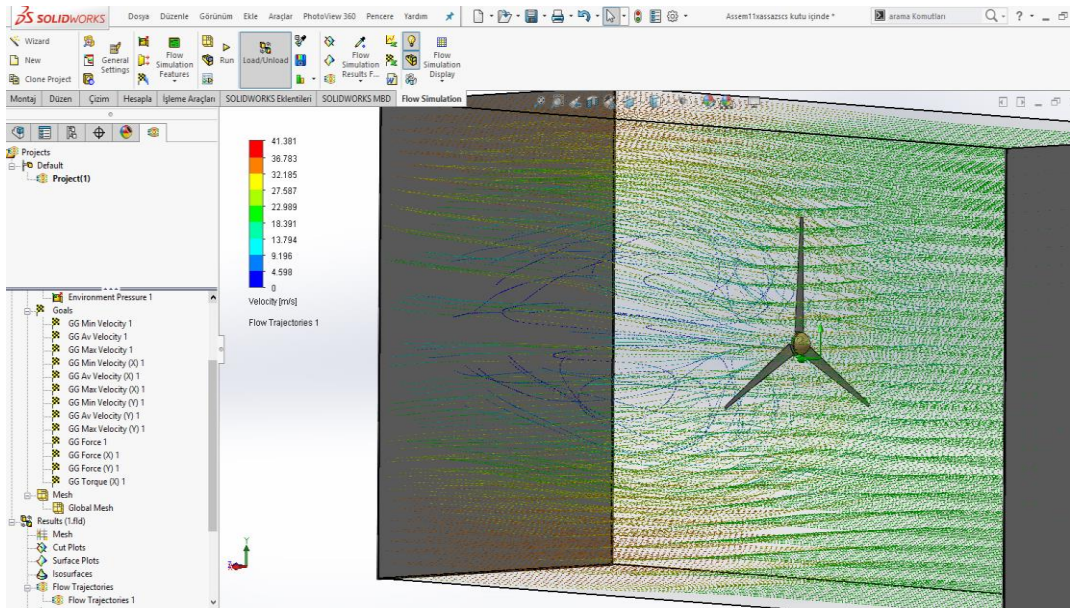 SOLIDWORKS Dosya Düzenle Görünüm Ekle Araçlar PhotoView 360 Pencere Yardım Assem11xassazscı kutu içinde * arama Komutları
Wizard
New
Clone Project
General Settings
Flow Simulation Features
Run
Load/Unload
Flow Simulation Results F...
Flow Simulation Display
Montaj Düzen Çizim Hesapla İşleme Araçları SOLIDWORKS Eklentileri SOLIDWORKS MBD Flow Simulation
Projects
Default
Project(1)
Environment Pressure 1
Goals
GG Min Velocity 1
GG Av Velocity 1
GG Max Velocity 1
GG Min Velocity (X) 1
GG Av Velocity (X) 1
GG Max Velocity (X) 1
GG Min Velocity (Y) 1
GG Av Velocity (Y) 1
GG Max Velocity (Y) 1
GG Force 1
GG Force (X) 1
GG Force (Y) 1
GG Torque (X) 1
Mesh
Global Mesh
Results (1.fld)
Mesh
Cut Plots
Surface Plots
Isosurfaces
Flow Trajectories
Flow Trajectories 1
41.381
36.783
32.185
27.587
22.989
18.391
13.794
9.196
4.598
0
Velocity [m/s]
Flow Trajectories 1
Y